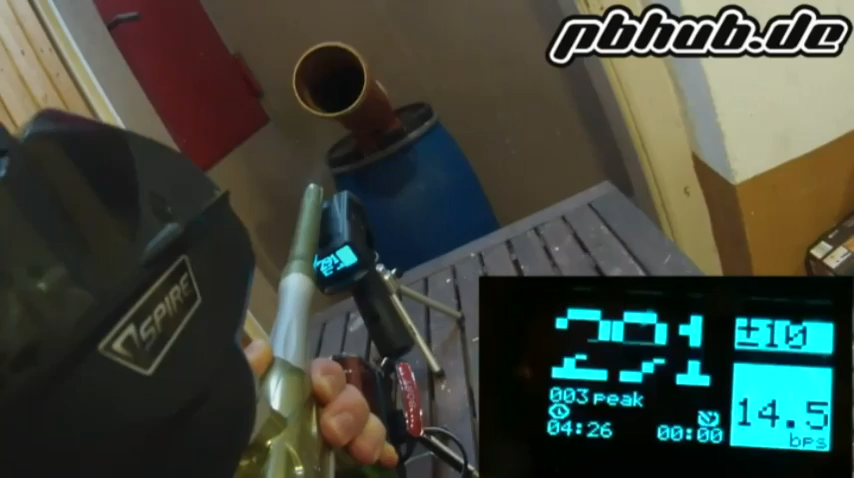 pbhub.de
SPIRE
291
±10
003 peak
14.5
bps
04:26
00:00